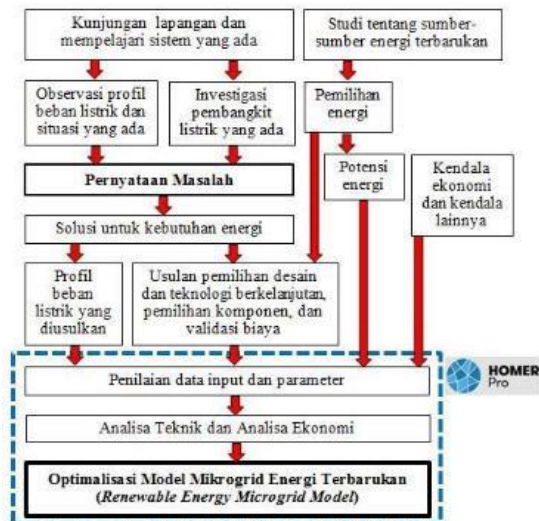 Kunjungan lapangan dan
mempelajari sistem yang ada
Studi tentang sumber-
sumber energi terbarukan
Observasi profil
beban listrik dan
situasi yang ada
Investigasi
pembangkit
listrik yang ada
Pemilihan
energi
Pernyataan Masalah
Potensi
energi
Kendala
ekonomi
dan kendala
lainnya
Solusi untuk kebutuhan energi
Profil
beban
listrik yang
diusulkan
Usulan pemilihan desain
dan teknologi berkelanjutan,
pemilihan komponen, dan
validasi biaya
Penilaian data input dan parameter
HOMER
Pro
Analisa Teknik dan Analisa Ekonomi
Optimalisasi Model Mikrogrid Energi Terbarukan
(Renewable Energy Microgrid Model)